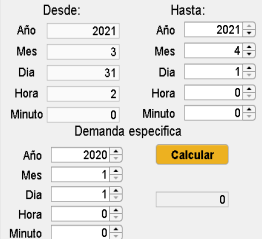 Desde: Hasta:
Año 2021 Año 2021
Mes 3 Mes 4
Dia 31 Dia 1
Hora 2 Hora 0
Minuto 0 Minuto 0
Demanda especifica
Año 2020 Calcular
Mes 1
Dia 1 0
Hora 0
Minuto 0